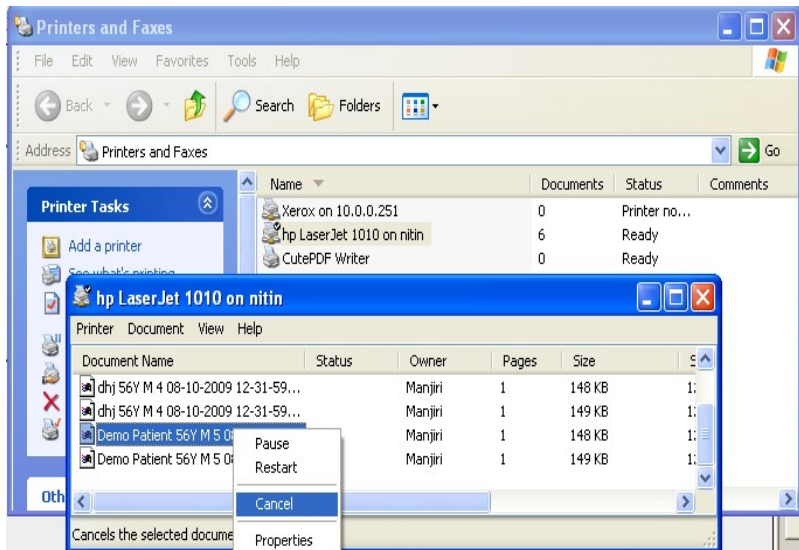 Printers and Faxes
File Edit View Favorites Tools Help
Back Search Folders
Address Printers and Faxes Go
Printer Tasks
Add a printer
See what's printing
Name Documents Status Comments
Xerox on 10.0.0.251 0 Printer no...
hp LaserJet 1010 on nitin 6 Ready
CutePDF Writer 0 Ready
Oth
hp LaserJet 1010 on nitin
Printer Document View Help
Document Name Status Owner Pages Size
dhj 56Y M 4 08-10-2009 12-31-59... Manjiri 1 148 KB
dhj 56Y M 4 08-10-2009 12-31-59... Manjiri 1 149 KB
Demo Patient 56Y M 5 Manjiri 1 148 KB
Demo Patient 56Y M 5 Manjiri 1 149 KB
Pause
Restart
Cancel
Properties
Cancels the selected docume